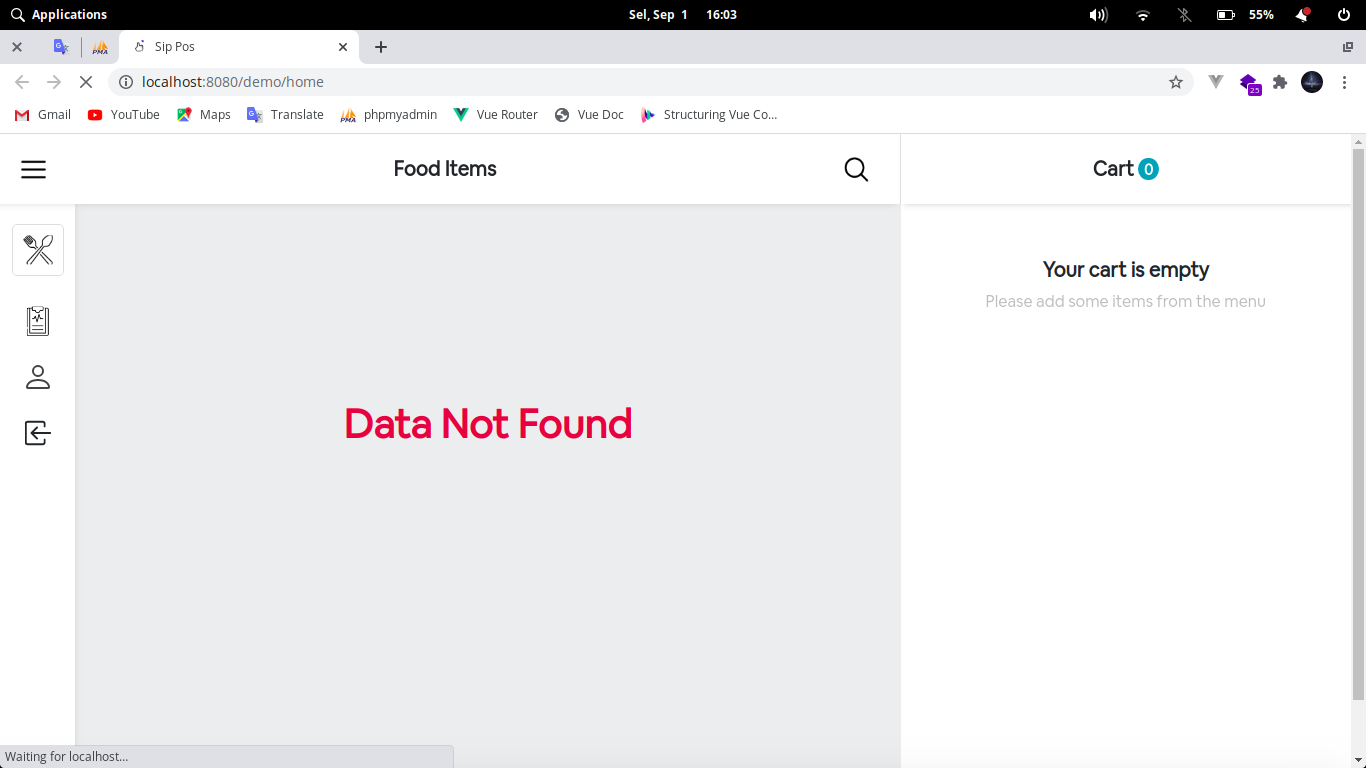 Applications Sel, Sep 1 16:03 55%
PMA Sip Pos
localhost:8080/demo/home 25
Gmail YouTube Maps Translate PMA phpmyadmin Vue Router Vue Doc Structuring Vue Co...
Food Items
Cart 0
Your cart is empty
Please add some items from the menu
Data Not Found
Waiting for localhost...